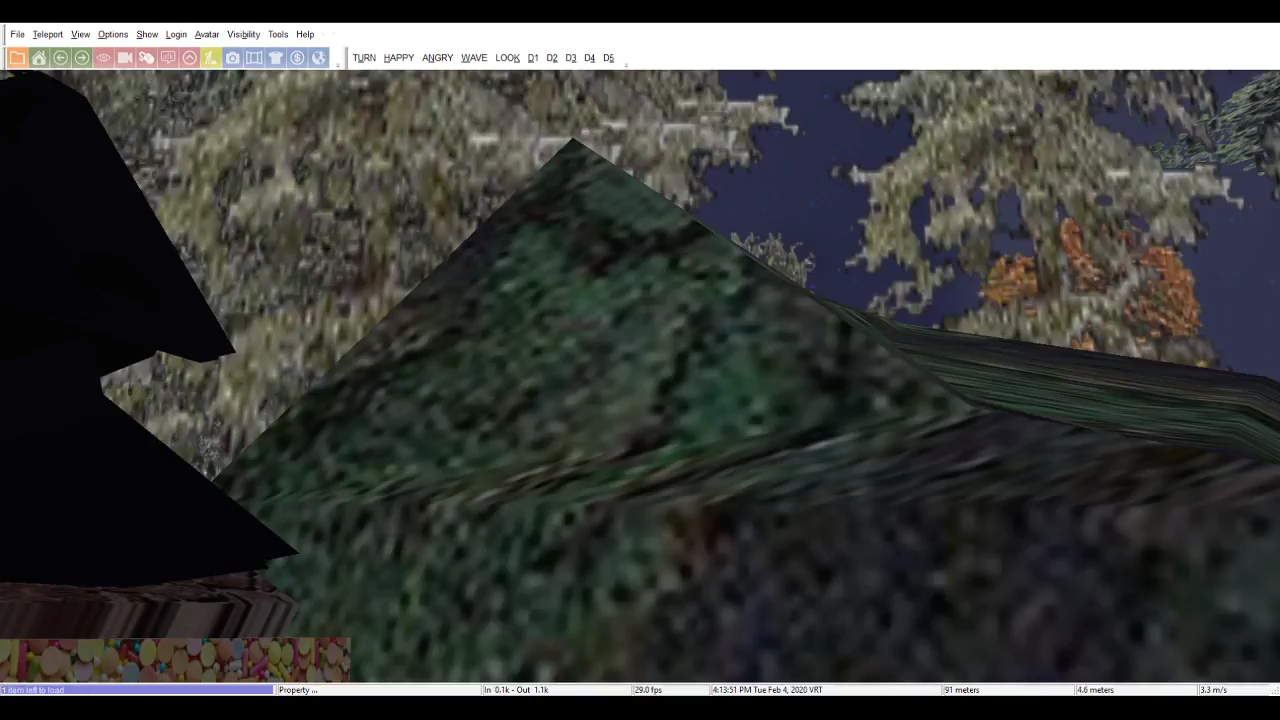 File Teleport View Options Show Login Avatar Visibility Tools Help
TURN HAPPY ANGRY WAVE LOOK D1 D2 D3 D4 D5
1 item left to load Property ... In 0.1k - Out 1.1k 29.0 fps 4:13:51 PM Tue Feb 4, 2020 VRT 91 meters 4.6 meters 3.3 m/s